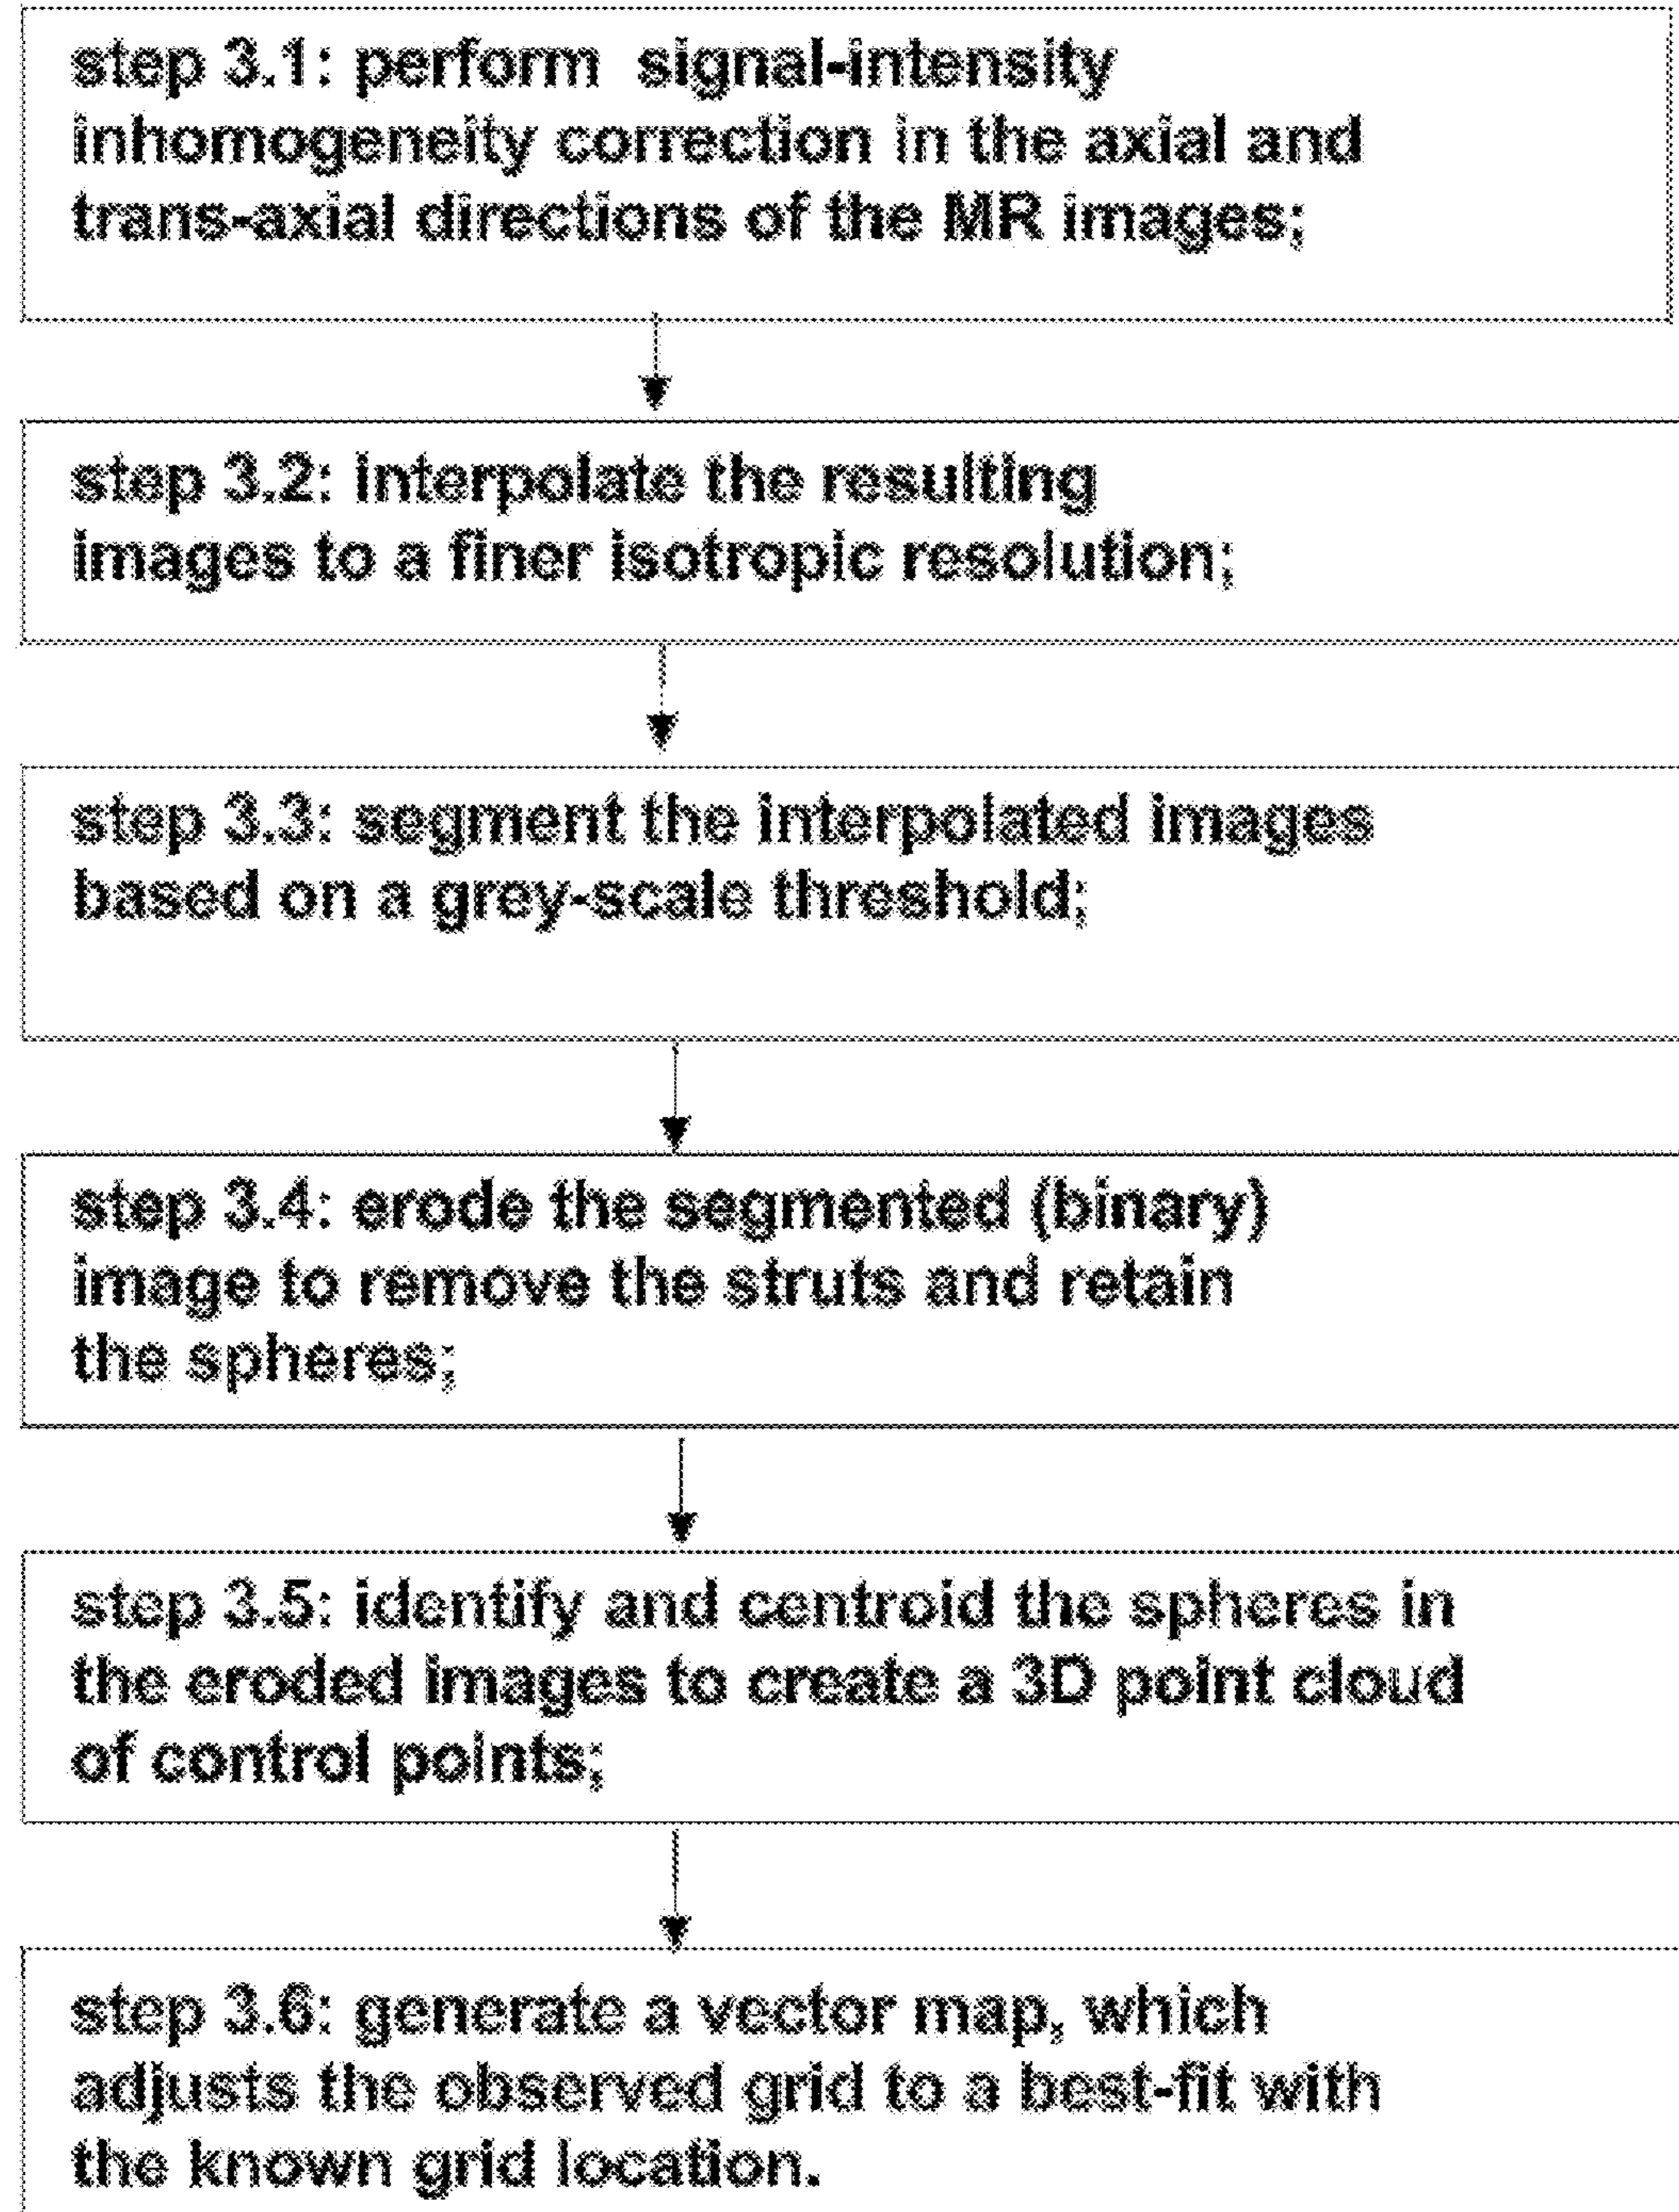 step 3.1: perform signal-intensity
inhomogeneity correction in the axial and
trans-axial directions of the MR images;
step 3.2: interpolate the resulting
images to a finer isotropic resolution;
step 3.3: segment the interpolated images
based on a grey-scale threshold;
step 3.4: erode the segmented (binary)
image to remove the struts and retain
the spheres;
step 3.5: identify and centroid the spheres in
the eroded images to create a 3D point cloud
of control points;
step 3.6: generate a vector map, which
adjusts the observed grid to a best-fit with
the known grid location.